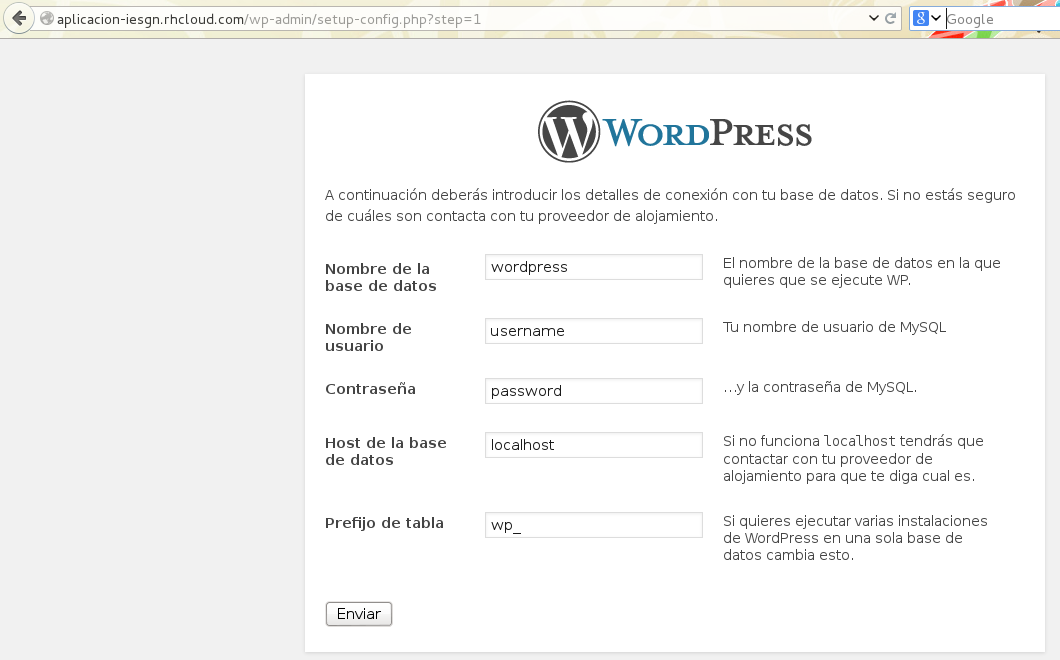 aplicacion-iesgn.rhcloud.com/wp-admin/setup-config.php?step=1
Google
WORDPRESS
A continuación deberás introducir los detalles de conexión con tu base de datos. Si no estás seguro
de cuáles son contacta con tu proveedor de alojamiento.
Nombre de la
base de datos
wordpress
El nombre de la base de datos en la que
quieres que se ejecute WP.
Nombre de
usuario
username
Tu nombre de usuario de MySQL
Contraseña
password
...y la contraseña de MySQL.
Host de la base
de datos
localhost
Si no funciona localhost tendrás que
contactar con tu proveedor de
alojamiento para que te diga cual es.
Prefijo de tabla
wp_
Si quieres ejecutar varias instalaciones
de WordPress en una sola base de
datos cambia esto.
Enviar